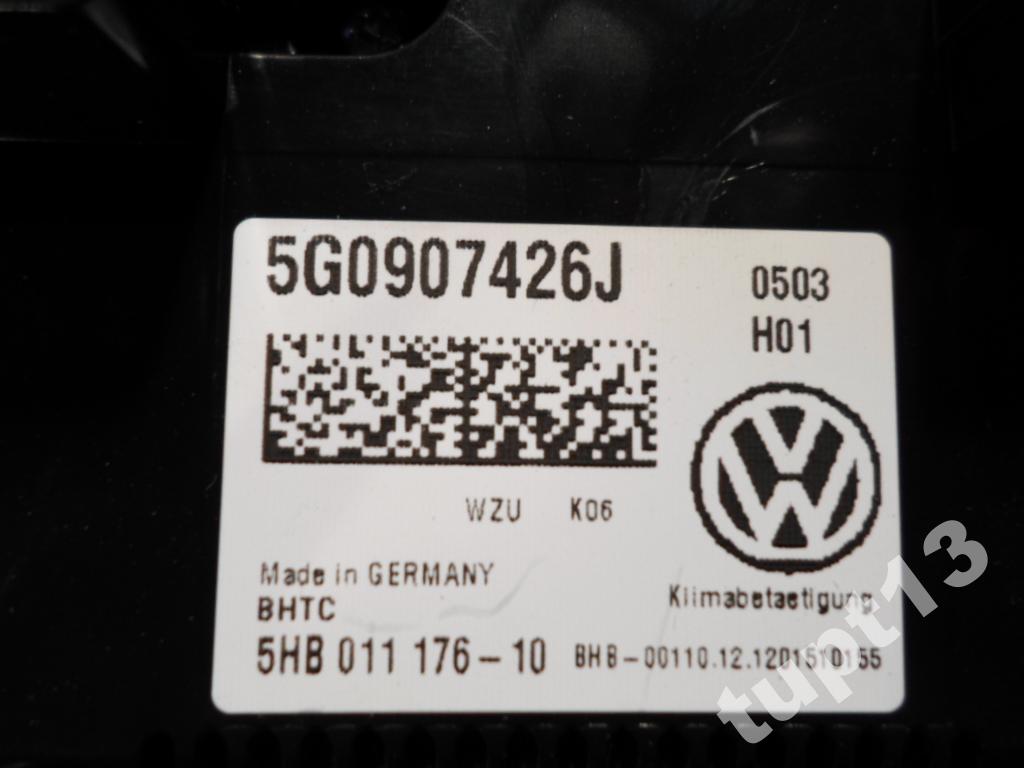 5G0907426J
0503
H01
WZU K06
Made in GERMANY
BHTC
Klimabetaetigung
5HB 011 176-10
BHB-00110.12.1201510155
tupt13